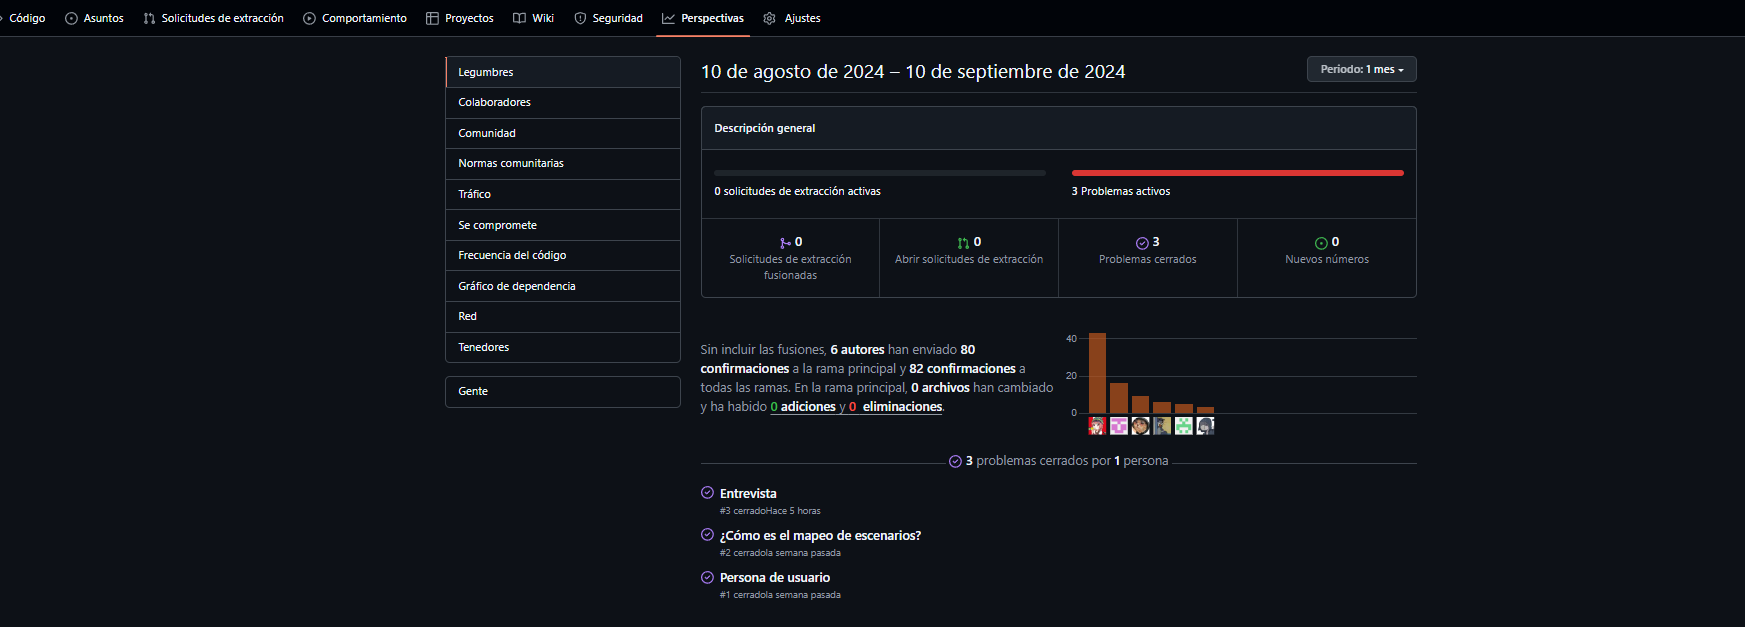 Código Asuntos Solicitudes de extracción Comportamiento Proyectos Wiki Seguridad Perspectivas Ajustes
Legumbres
Colaboradores
Comunidad
Normas comunitarias
Tráfico
Se compromete
Frecuencia del código
Gráfico de dependencia
Red
Tenedores
Gente
10 de agosto de 2024 – 10 de septiembre de 2024
Periodo: 1 mes
Descripción general
0 solicitudes de extracción activas
3 Problemas activos
0
Solicitudes de extracción
fusionadas
0
Abrir solicitudes de extracción
3
Problemas cerrados
0
Nuevos números
Sin incluir las fusiones, 6 autores han enviado 80
confirmaciones a la rama principal y 82 confirmaciones a
todas las ramas. En la rama principal, 0 archivos han cambiado
y ha habido 0 adiciones y 0 eliminaciones.
40
20
0
3 problemas cerrados por 1 persona
Entrevista
#3 cerradoHace 5 horas
¿Cómo es el mapeo de escenarios?
#2 cerradola semana pasada
Persona de usuario
#1 cerradola semana pasada